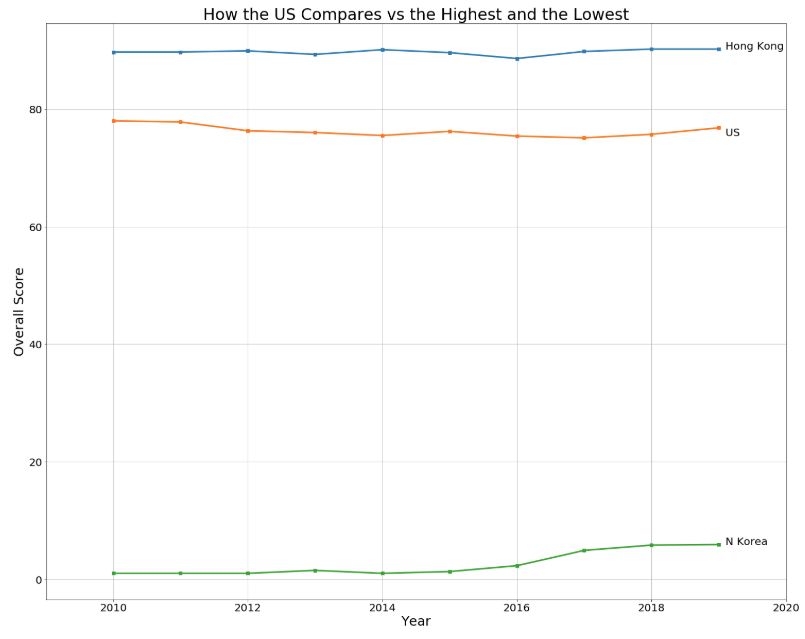 How the US Compares vs the Highest and the Lowest
Hong Kong
80
US
60
Overall Score
40
20
N Korea
0
2010 2012 2014 2016 2018 2020
Year